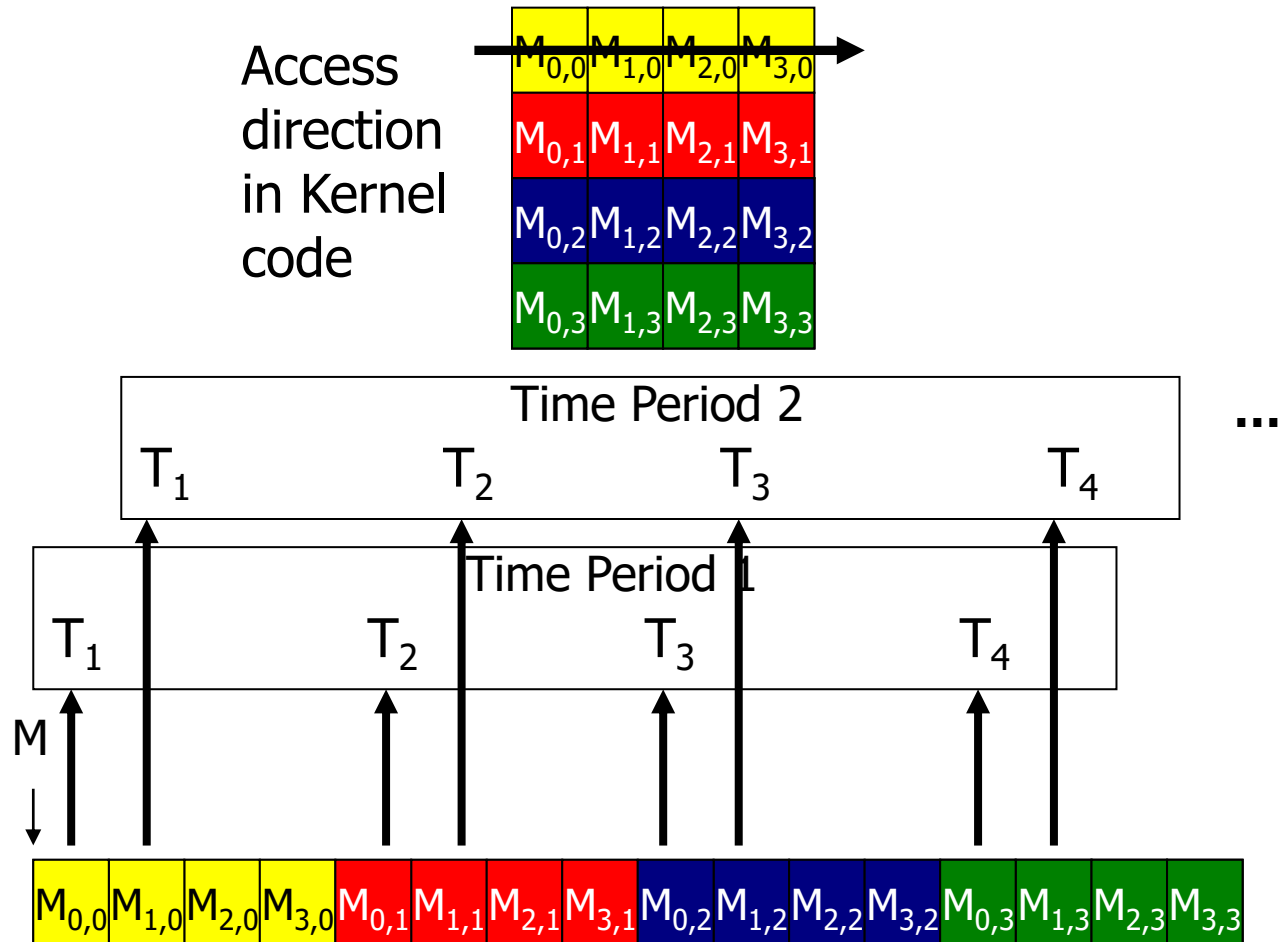 Access
direction
in Kernel
code
M0,0 M1,0 M2,0 M3,0
M0,1 M1,1 M2,1 M3,1
M0,2 M1,2 M2,2 M3,2
M0,3 M1,3 M2,3 M3,3
Time Period 2
...
T1 T2 T3 T4
Time Period 1
T1 T2 T3 T4
M
M0,0 M1,0 M2,0 M3,0 M0,1 M1,1 M2,1 M3,1 M0,2 M1,2 M2,2 M3,2 M0,3 M1,3 M2,3 M3,3